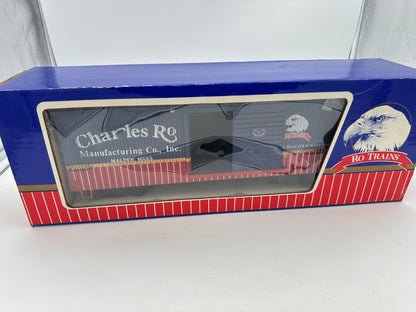 Charles Ro
Manufacturing Co., Inc.
MALDEN, MASS.
RO TRAINS